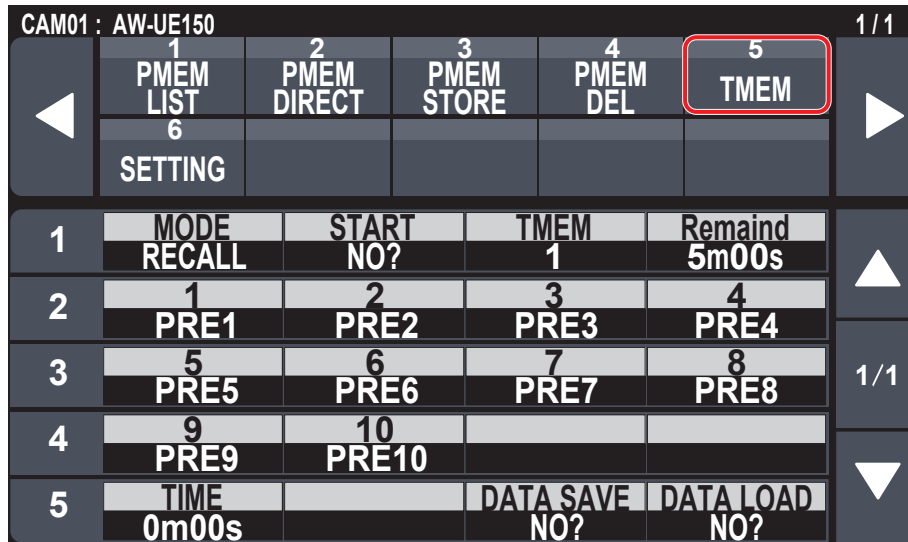 CAM01 : AW-UE150 1 / 1
1 2 3 4 5
PMEM LIST PMEM DIRECT PMEM STORE PMEM DEL TMEM
6
SETTING
1 MODE START TMEM Remaind
RECALL NO? 1 5m00s
2 1 2 3 4
PRE1 PRE2 PRE3 PRE4
3 5 6 7 8
PRE5 PRE6 PRE7 PRE8
1/1
4 9 10
PRE9 PRE10
5 TIME DATA SAVE DATA LOAD
0m00s NO? NO?